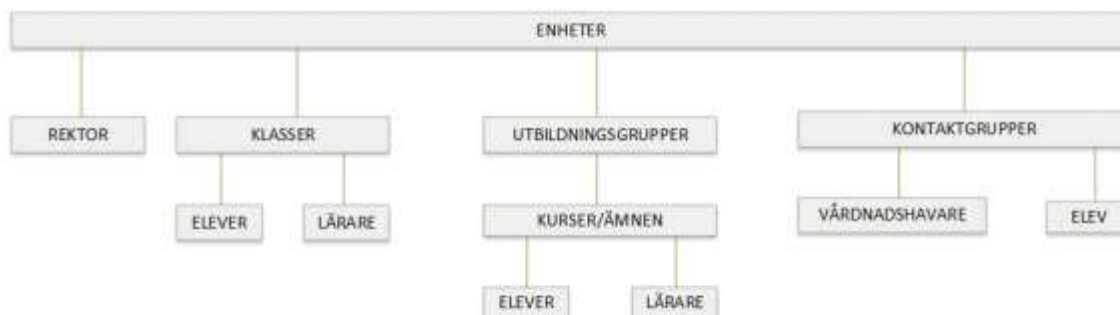 ENHETER
REKTOR
KLASSER
UTBILDNINGSGRUPPER
KONTAKTGRUPPER
ELEVER
LÄRARE
KURSER/ÄMNEN
VÅRDNADSHAVARE
ELEV
ELEVER
LÄRARE